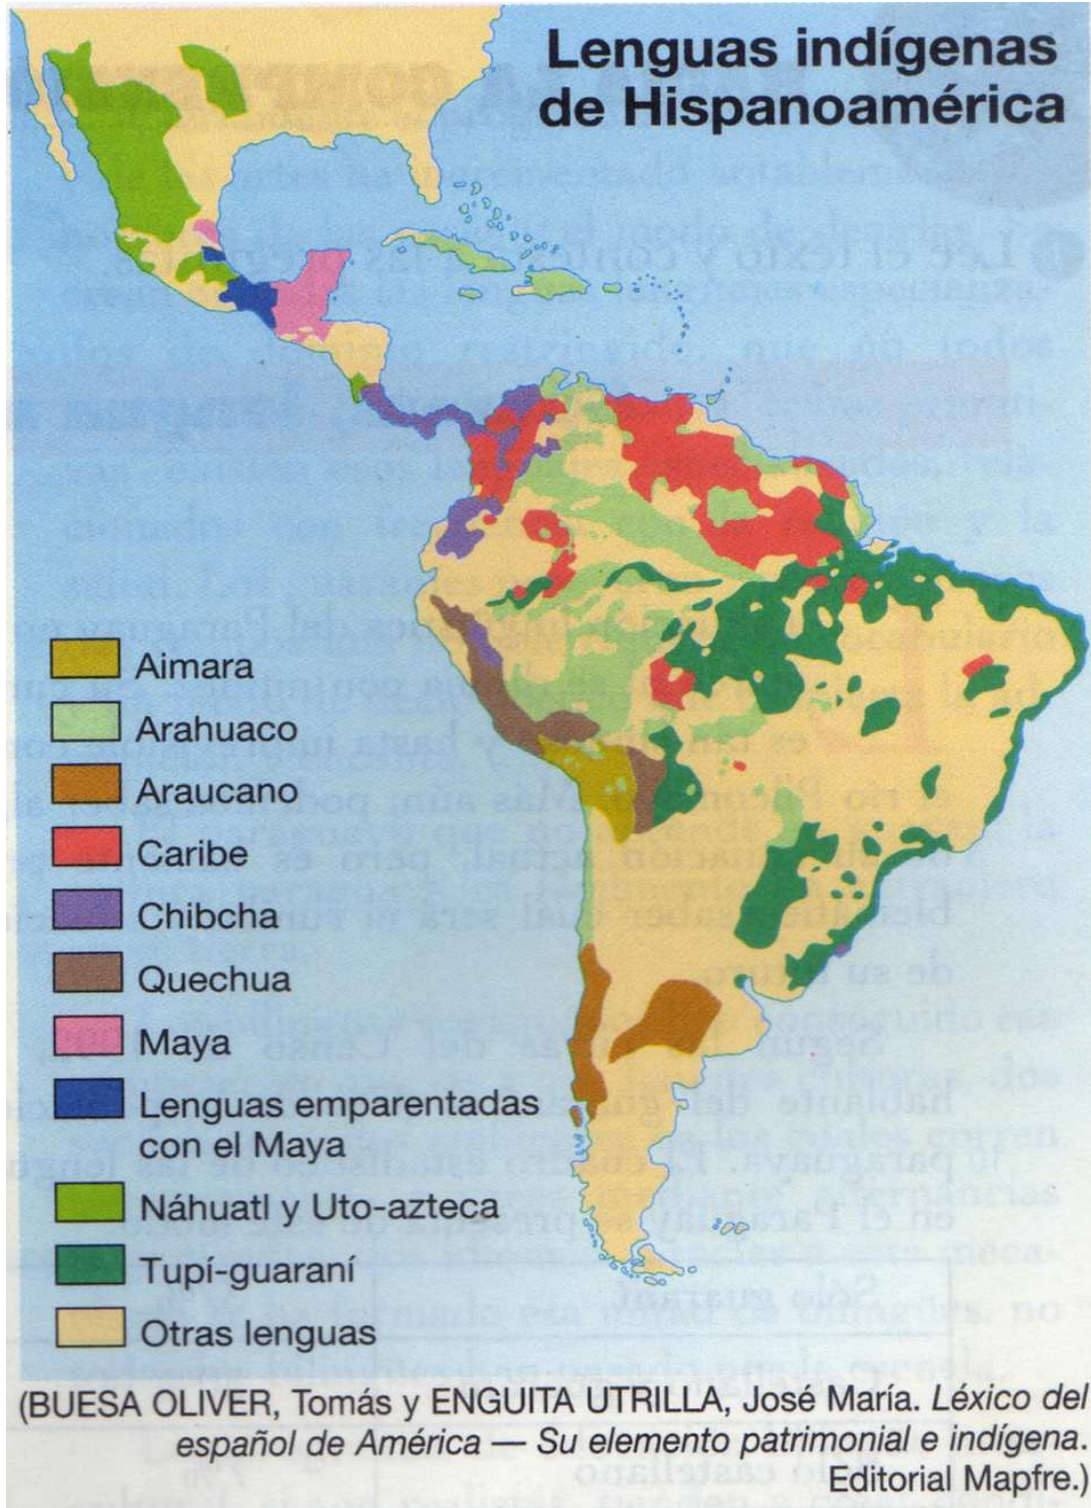 Lenguas indígenas
de Hispanoamérica
Aimara
Arahuaco
Araucano
Caribe
Chibcha
Quechua
Maya
Lenguas emparentadas
con el Maya
Náhuatl y Uto-azteca
Tupí-guaraní
Otras lenguas
(BUESA OLIVER, Tomás y ENGUITA UTRILLA, José María. Léxico del
español de América — Su elemento patrimonial e indígena.
Editorial Mapfre.)